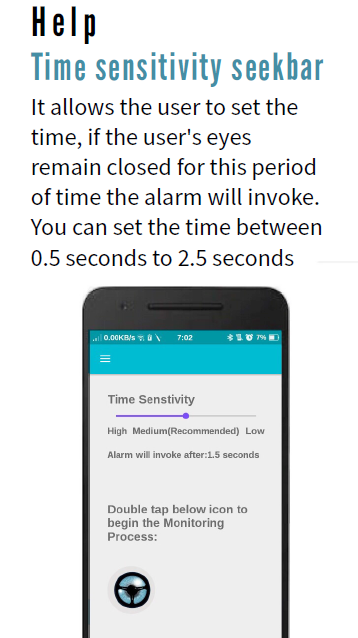 Help
Time sensitivity seekbar
It allows the user to set the
time, if the user's eyes
remain closed for this period
of time the alarm will invoke.
You can set the time between
0.5 seconds to 2.5 seconds
0.00KB/s 7:02 7%
Time Senstivity
High Medium(Recommended) Low
Alarm will invoke after:1.5 seconds
Double tap below icon to
begin the Monitoring
Process: